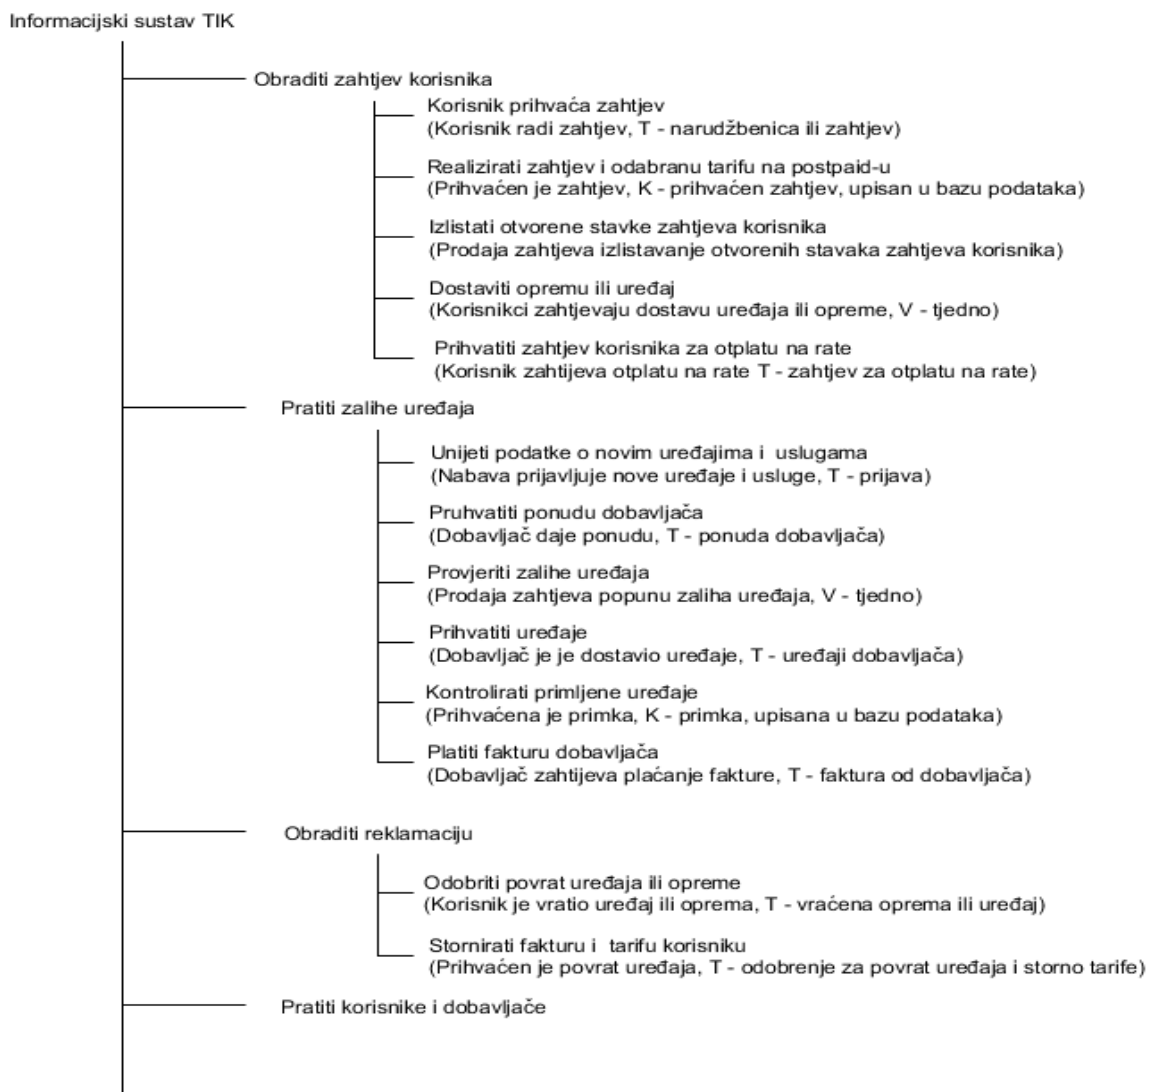 Informacijski sustav TIK
Obraditi zahtjev korisnika
Korisnik prihvaća zahtjev
(Korisnik radi zahtjev, T - narudžbenica ili zahtjev)
Realizirati zahtjev i odabranu tarifu na postpaid-u
(Prihvaćen je zahtjev, K - prihvaćen zahtjev, upisan u bazu podataka)
Izlistati otvorene stavke zahtjeva korisnika
(Prodaja zahtjeva izlistavanje otvorenih stavaka zahtjeva korisnika)
Dostaviti opremu ili uređaj
(Korisnikci zahtjevaju dostavu uređaja ili opreme, V - tjedno)
Prihvatiti zahtjev korisnika za otplatu na rate
(Korisnik zahtijeva otplatu na rate T - zahtjev za otplatu na rate)
Pratiti zalihe uređaja
Unijeti podatke o novim uređajima i uslugama
(Nabava prijavljuje nove uređaje i usluge, T - prijava)
Pruhvatiti ponudu dobavljača
(Dobavljač daje ponudu, T - ponuda dobavljača)
Provjeriti zalihe uređaja
(Prodaja zahtjeva popunu zaliha uređaja, V - tjedno)
Prihvatiti uređaje
(Dobavljač je je dostavio uređaje, T - uređaji dobavljača)
Kontrolirati primljene uređaje
(Prihvaćena je primka, K - primka, upisana u bazu podataka)
Platiti fakturu dobavljača
(Dobavljač zahtijeva plaćanje fakture, T - faktura od dobavljača)
Obraditi reklamaciju
Odobriti povrat uređaja ili opreme
(Korisnik je vratio uređaj ili oprema, T - vraćena oprema ili uređaj)
Stornirati fakturu i tarifu korisniku
(Prihvaćen je povrat uređaja, T - odobrenje za povrat uređaja i storno tarife)
Pratiti korisnike i dobavljače